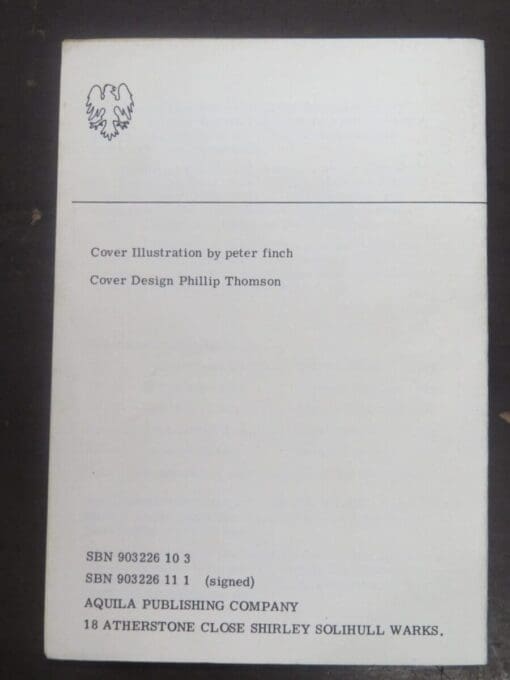 Cover Illustration by peter finch
Cover Design Phillip Thomson
SBN 903226 10 3
SBN 903226 11 1 (signed)
AQUILA PUBLISHING COMPANY
18 ATHERSTONE CLOSE SHIRLEY SOLIHULL WARKS.